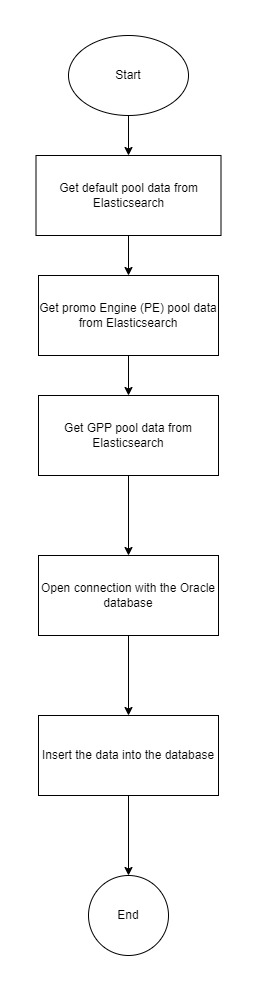 Start
Get default pool data from
Elasticsearch
Get promo Engine (PE) pool data
from Elasticsearch
Get GPP pool data from
Elasticsearch
Open connection with the Oracle
database
Insert the data into the database
End